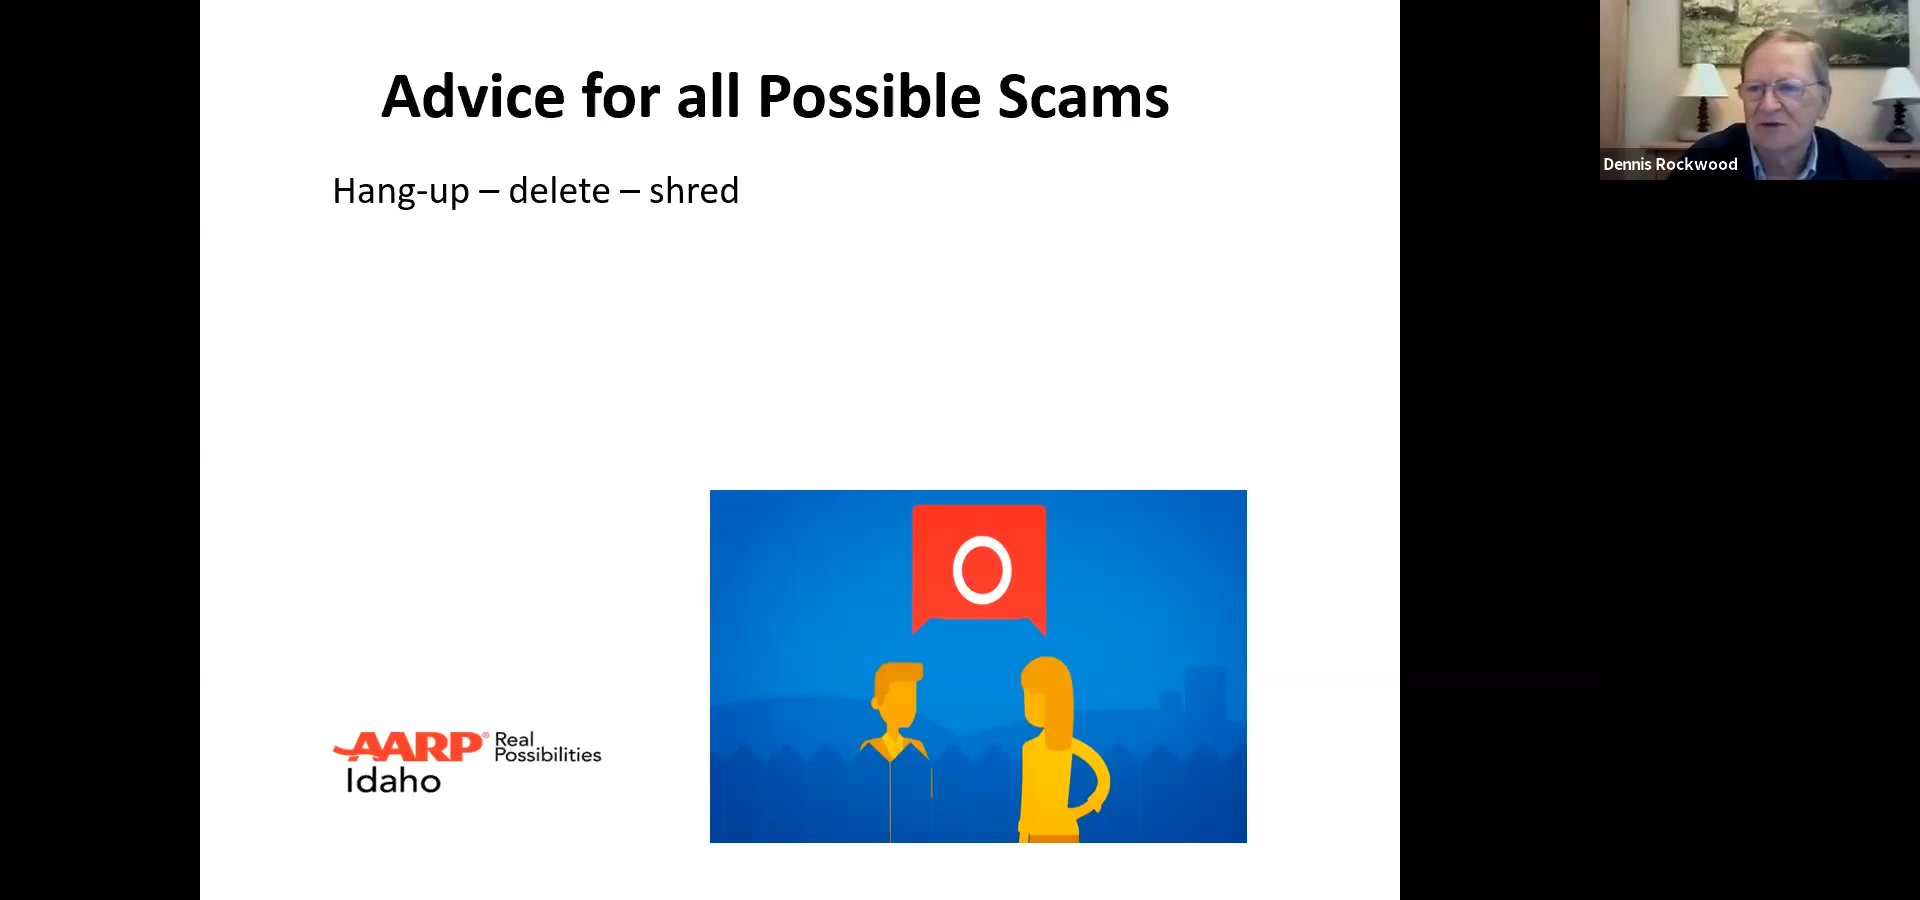 Advice for all Possible Scams
Hang-up – delete – shred
Dennis Rockwood
O
AARP® Real
Possibilities
Idaho